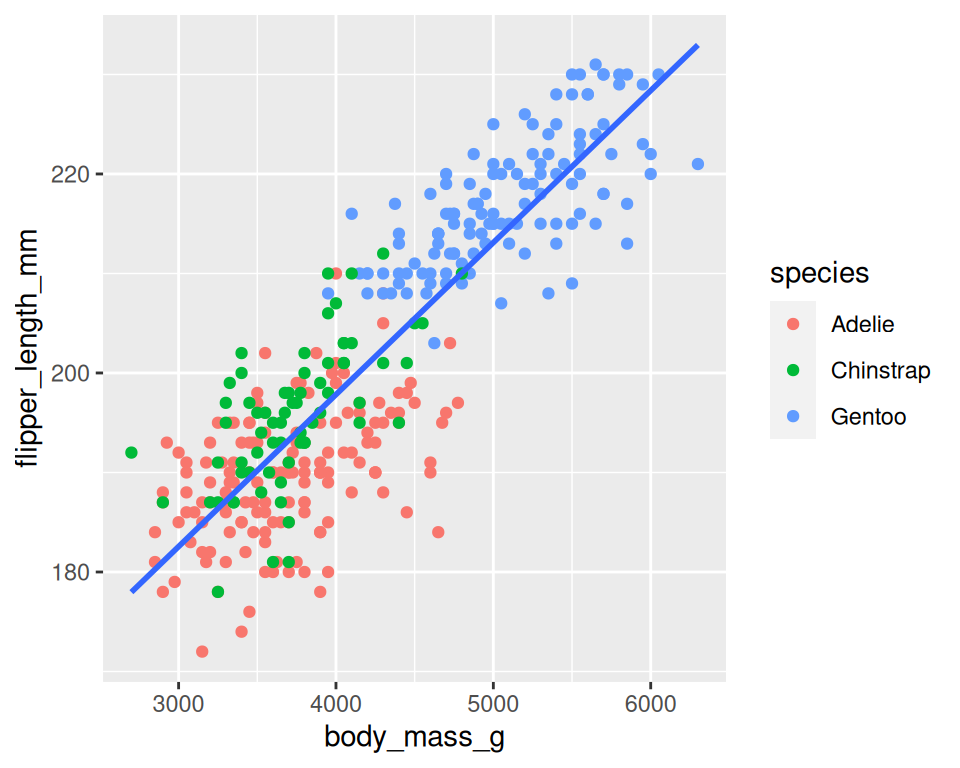 220
200
180
flipper_length_mm
3000 4000 5000 6000
body_mass_g
species
Adelie
Chinstrap
Gentoo